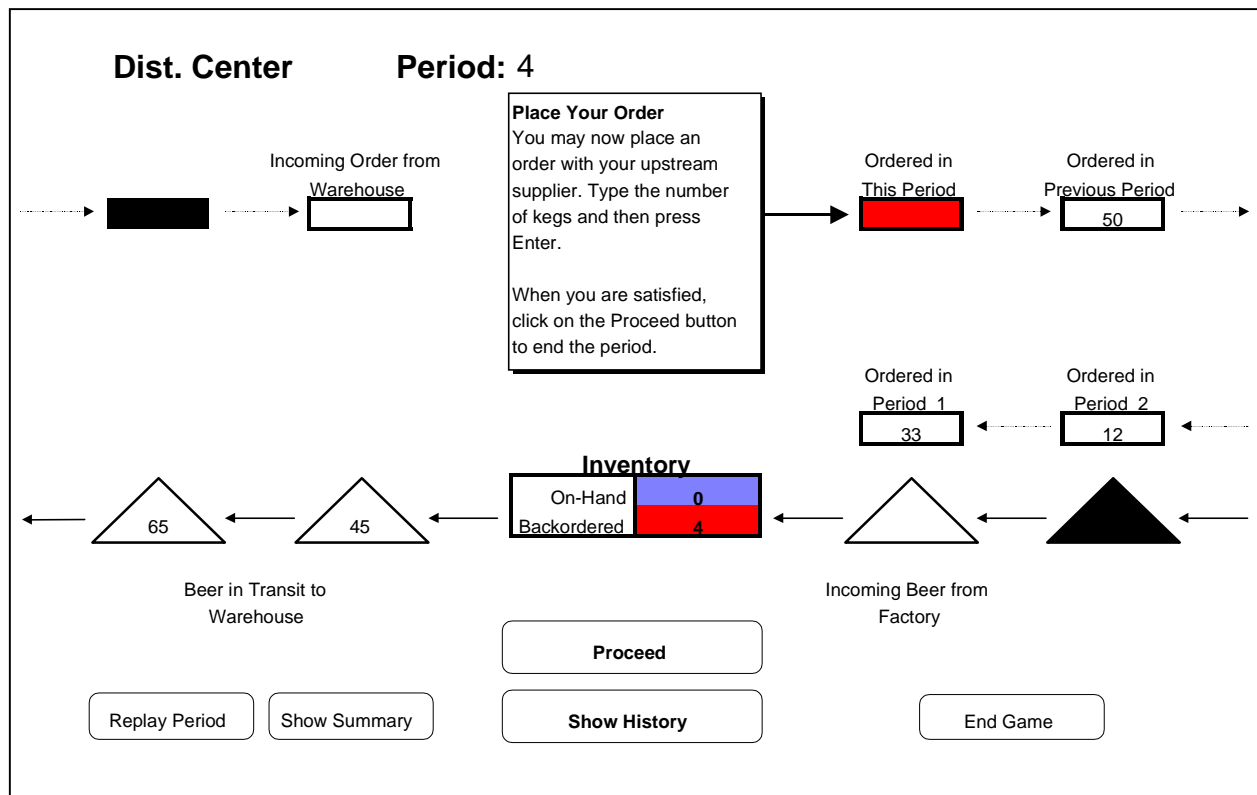 Dist. Center Period: 4
Place Your Order
You may now place an
order with your upstream
supplier. Type the number
of kegs and then press
Enter.
When you are satisfied,
click on the Proceed button
to end the period.
Incoming Order from
Warehouse
Ordered in
This Period
Ordered in
Previous Period
50
Ordered in
Period 1
33
Ordered in
Period 2
12
Inventory
On-Hand 0
Backordered 4
65
45
Beer in Transit to
Warehouse
Incoming Beer from
Factory
Proceed
Replay Period
Show Summary
Show History
End Game